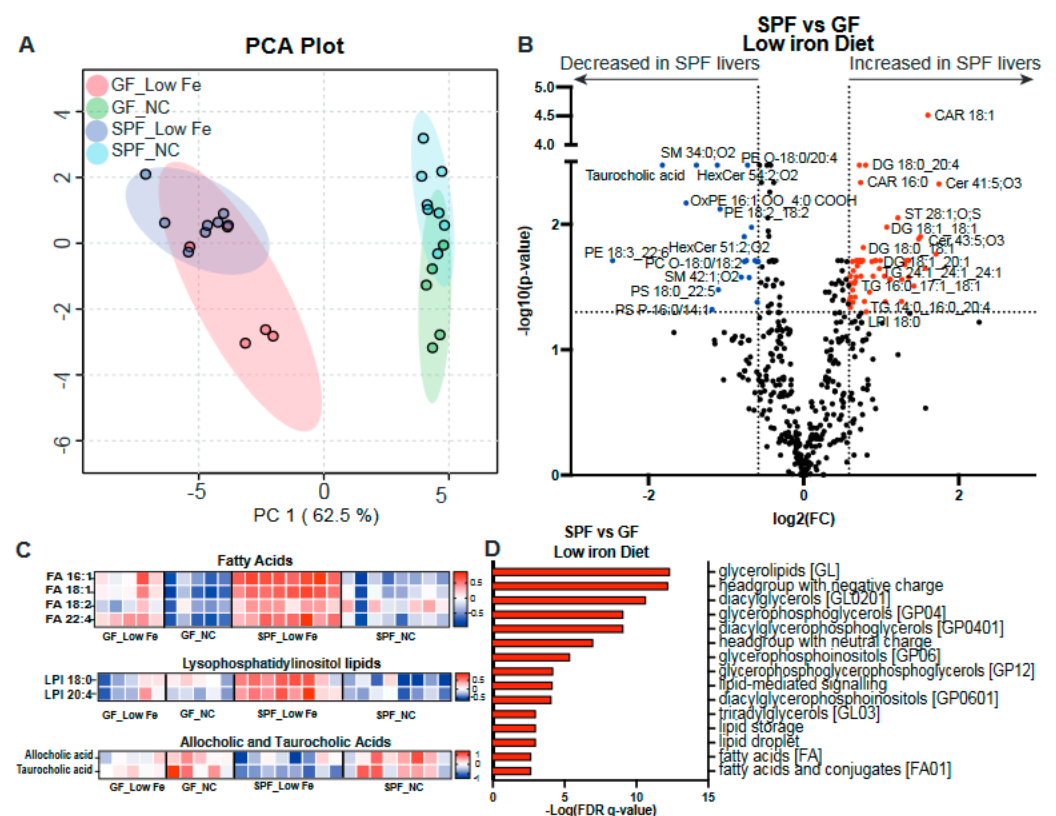 A
PCA Plot
GF_Low Fe
GF_NC
SPF_Low Fe
SPF_NC
4
2
0
-2
-4
-6
-5
0
5
PC 1 ( 62.5 %)
B
SPF vs GF
Low iron Diet
Decreased in SPF livers
Increased in SPF livers
5.0
4.5
4.0
2
1
0
-log10(p-value)
CAR 18:1
SM 34:0;O2
PE O-18:0/20:4
DG 18:0_20:4
Taurocholic acid
HexCer 54:2;O2
CAR 16:0
Cer 41:5;O3
OxPE 16:1 OO_4:0 COOH
PE 18:2_18:2
ST 28:1;O;S
DG 18:1_18:1
Cer 43:5;O3
HexCer 51:2;O2
DG 18:0_18:1
PE 18:3_22:6
PC O-18:0/18:2
DG 18:1_20:1
SM 42:1;O2
TG 24:1_24:1_24:1
PS 18:0_22:5
TG 16:0_17:1_18:1
PS P-16:0/14:1
TG 14:0_16:0_20:4
LPI 18:0
-2
0
2
log2(FC)
C
Fatty Acids
FA 16:1
FA 18:1
FA 18:2
FA 22:4
0.5
0
-0.5
GF_Low Fe
GF_NC
SPF_Low Fe
SPF_NC
Lysophosphatidylinositol lipids
LPI 18:0
LPI 20:4
0.5
0
-0.5
GF_Low Fe
GF_NC
SPF_Low Fe
SPF_NC
Allocholic and Taurocholic Acids
Allocholic acid
Taurocholic acid
1
0
-1
GF_Low Fe
GF_NC
SPF_Low Fe
SPF_NC
D
SPF vs GF
Low iron Diet
glycerolipids [GL]
headgroup with negative charge
diacylglycerols [GL0201]
glycerophosphoglycerols [GP04]
diacylglycerophosphoglycerols [GP0401]
headgroup with neutral charge
glycerophosphoinositols [GP06]
glycerophosphoglycerophosphoglycerols [GP12]
lipid-mediated signalling
diacylglycerophosphoinositols [GP0601]
triradylglycerols [GL03]
lipid storage
lipid droplet
fatty acids [FA]
fatty acids and conjugates [FA01]
0
5
10
15
-Log(FDR q-value)